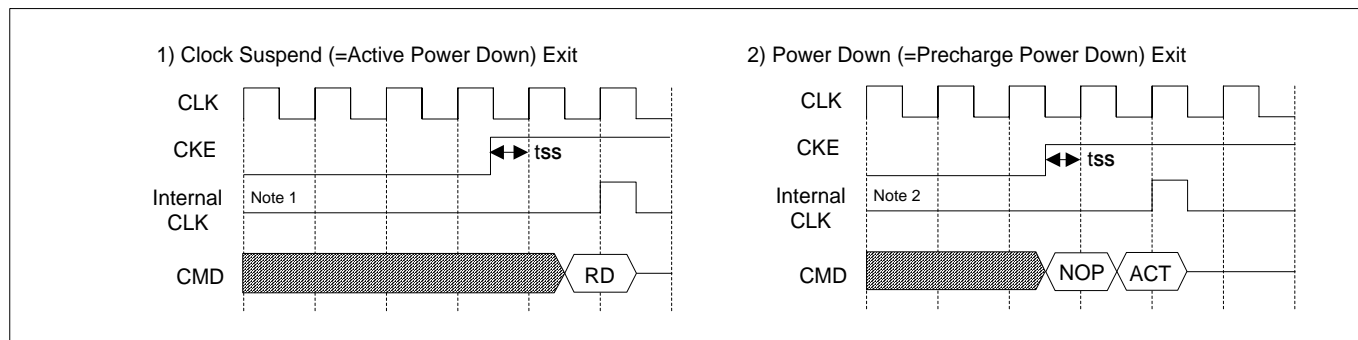 1) Clock Suspend (=Active Power Down) Exit
CLK
CKE
tss
Internal
CLK
Note 1
CMD
RD
2) Power Down (=Precharge Power Down) Exit
CLK
CKE
tss
Internal
CLK
Note 2
CMD
NOP
ACT